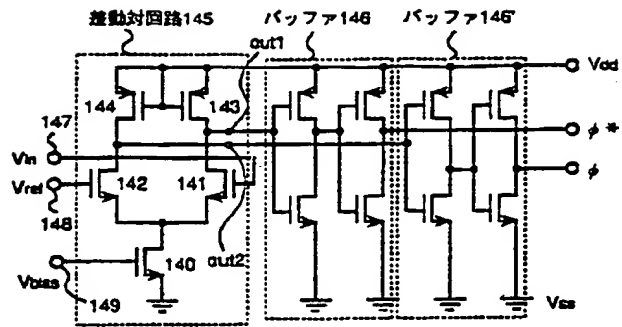 差動対回路145
バッファ146
バッファ146'
out1
Vdd
144
143
147
φ*
Vin
φ
142
141
Vref
148
140
out2
Vbias
149
Vss